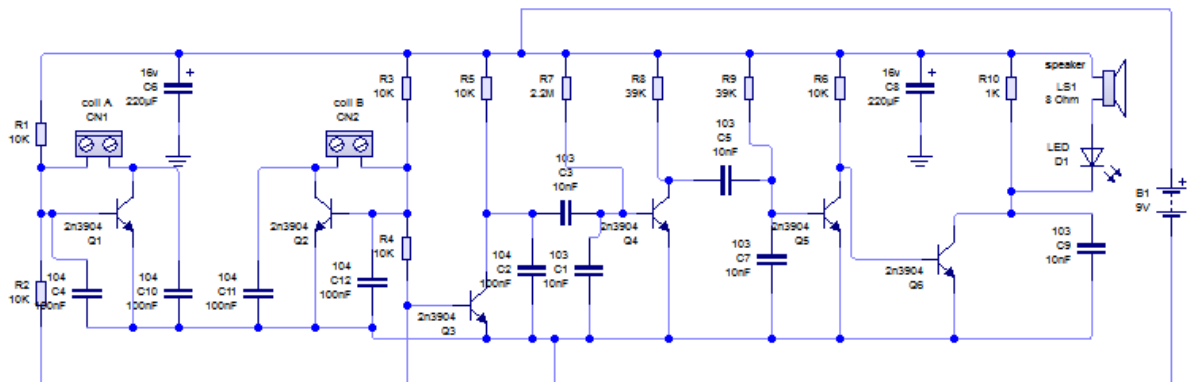 16v
C6
220µF
coil A
CN1
R1
10K
2n3904
Q1
R2
10K
104
C4
100nF
104
C10
100nF
104
C11
100nF
coil B
CN2
2n3904
Q2
104
C12
100nF
R3
10K
R4
10K
R5
10K
2n3904
Q3
R7
2.2M
103
C3
10nF
104
C2
100nF
103
C1
10nF
R8
39K
2n3904
Q4
R9
39K
103
C5
10nF
103
C7
10nF
R6
10K
2n3904
Q5
16v
C8
220µF
2n3904
Q6
R10
1K
speaker
LS1
8 Ohm
LED
D1
103
C9
10nF
B1
9V